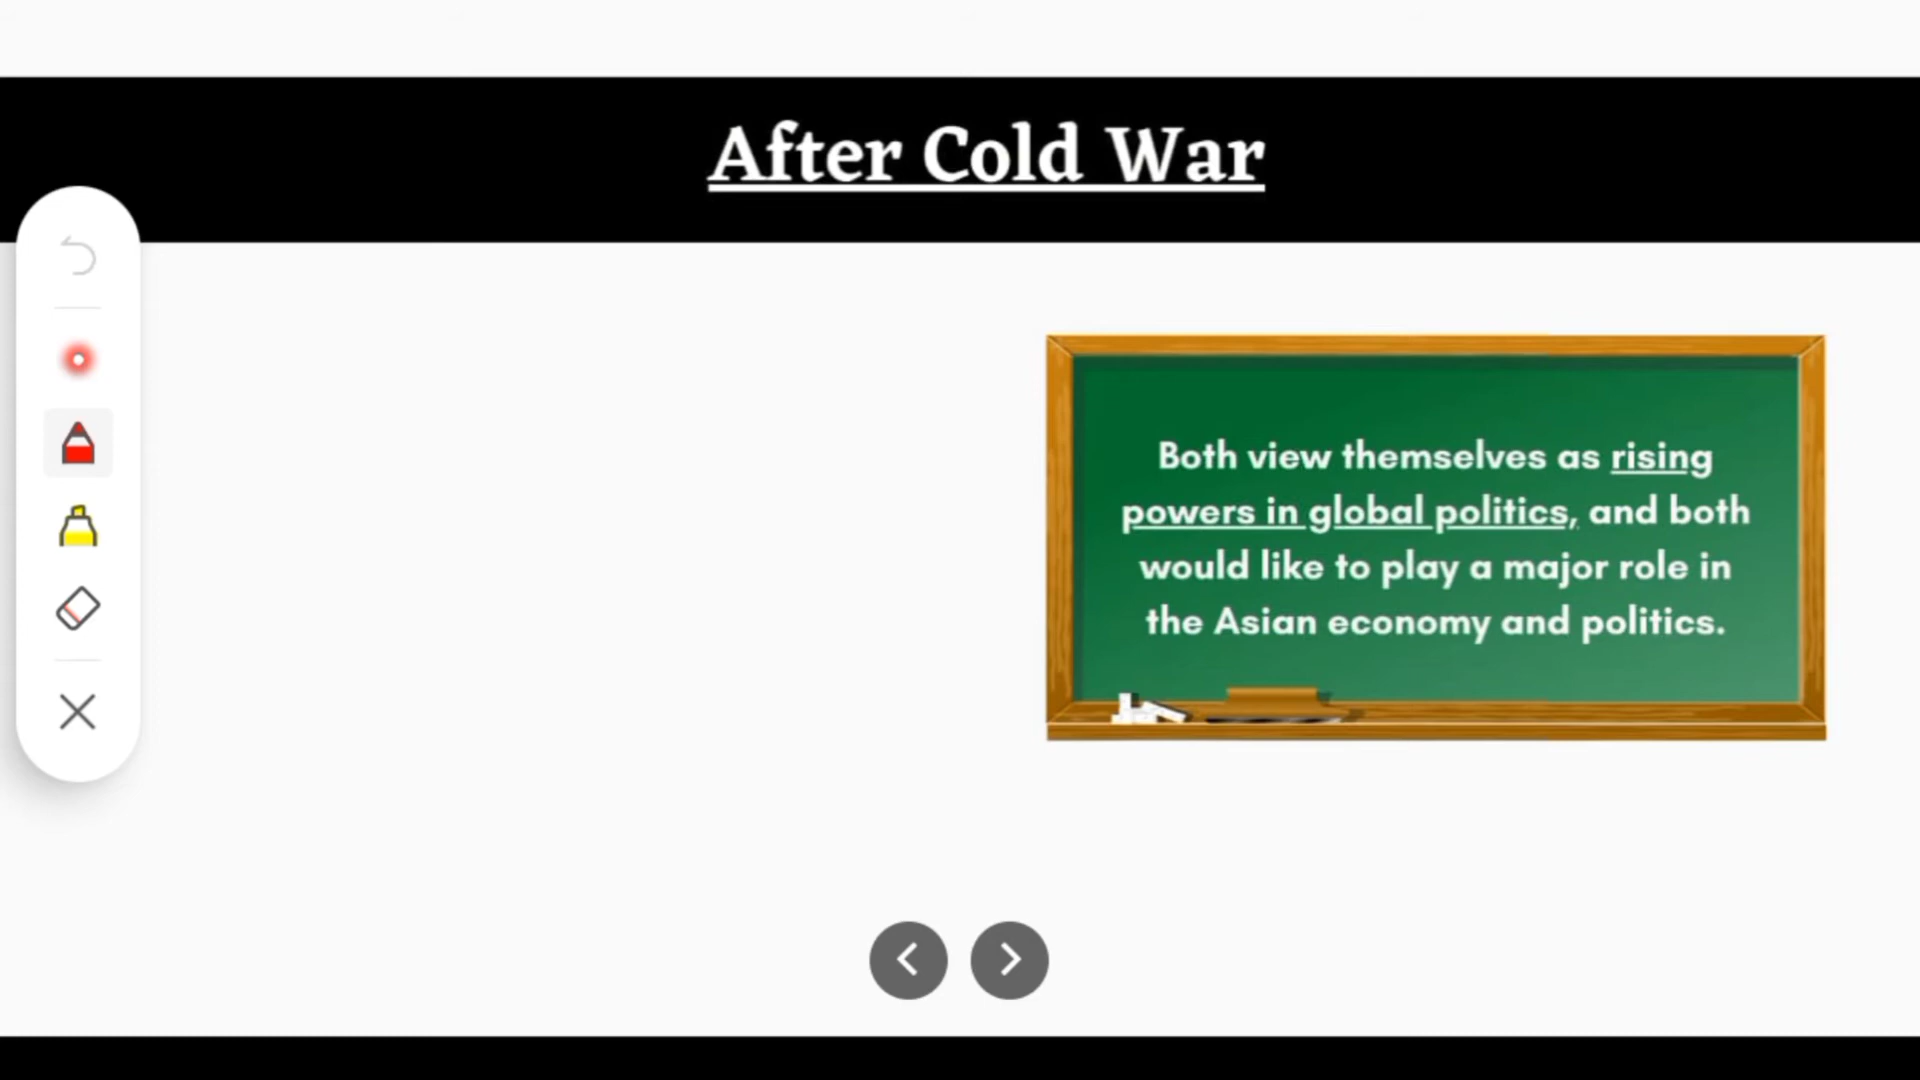 After Cold War
Both view themselves as rising
powers in global politics, and both
would like to play a major role in
the Asian economy and politics.